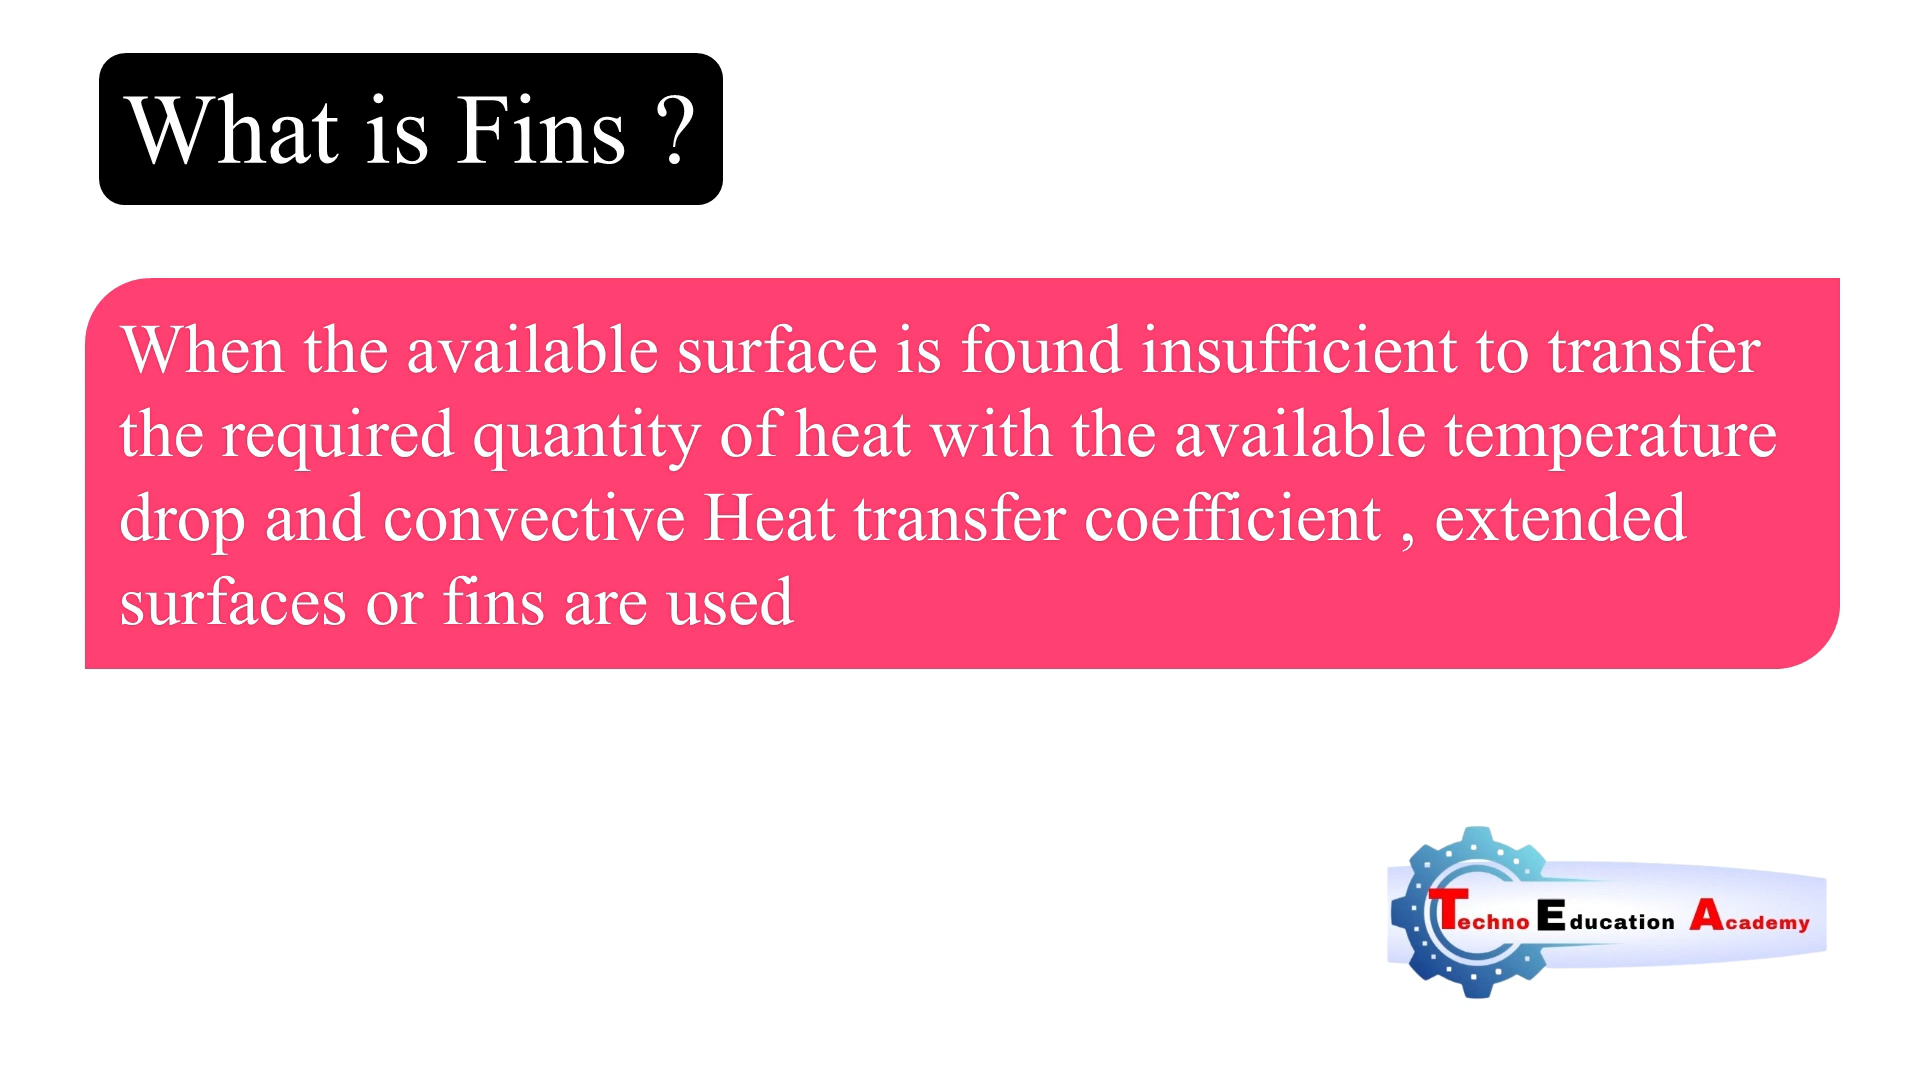 What is Fins ?
When the available surface is found insufficient to transfer
the required quantity of heat with the available temperature
drop and convective Heat transfer coefficient , extended
surfaces or fins are used
Techno Education Academy